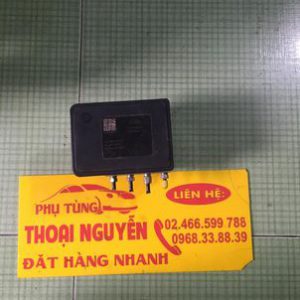 LIÊN HỆ:
PHỤ TÙNG
02.466.599 788
THOẠI NGUYỄN
0968.33.88.39
ĐẶT HÀNG NHANH